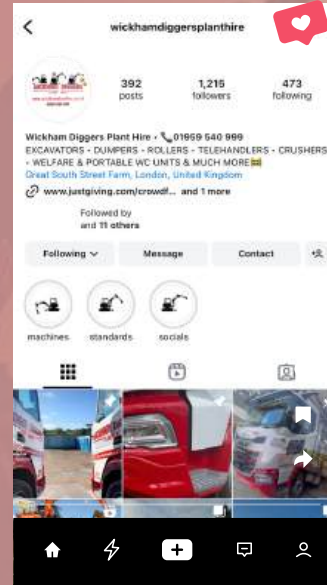 wickhamdiggersplanthire
392
1,215
473
posts
followers
following
Wickham Diggers Plant Hire • 📞01959 540 999
EXCAVATORS - DUMPERS - ROLLERS - TELEHANDLERS - CRUSHERS
- WELFARE & PORTABLE WC UNITS & MUCH MORE🚧
Great South Street Farm, London, United Kingdom
www.justgiving.com/crowdf... and 1 more
Followed by
and 11 others
Following
Message
Contact
machines
standards
socials